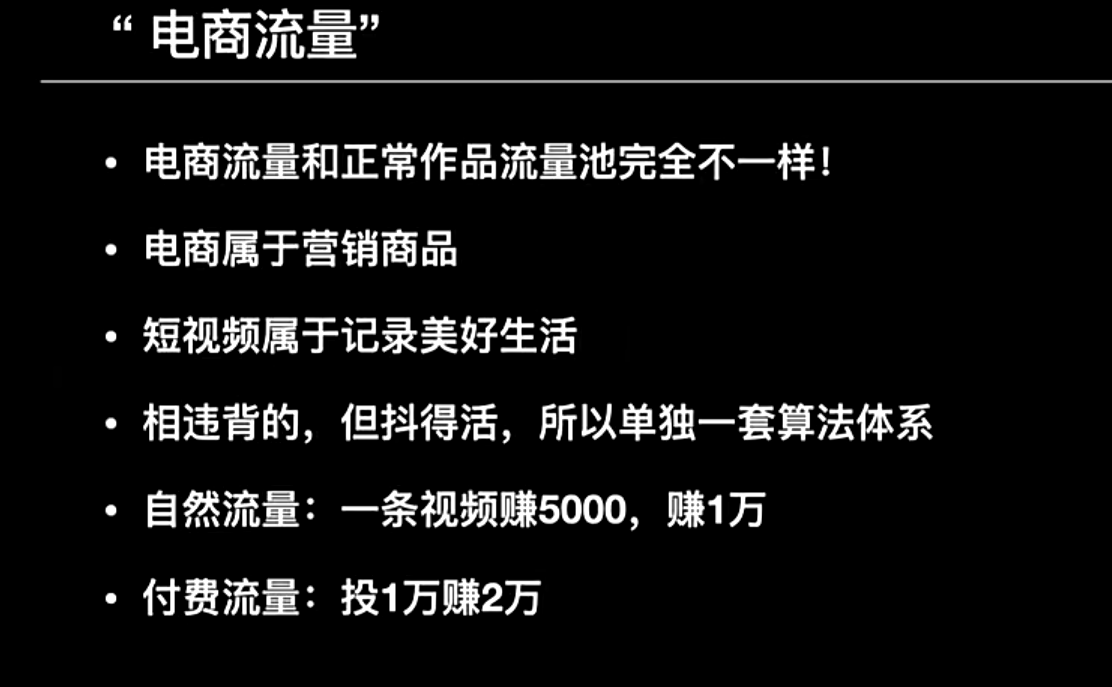 “ 电商流量”
• 电商流量和正常作品流量池完全不一样！
• 电商属于营销商品
• 短视频属于记录美好生活
• 相违背的，但抖得活，所以单独一套算法体系
• 自然流量：一条视频赚5000，赚1万
• 付费流量：投1万赚2万